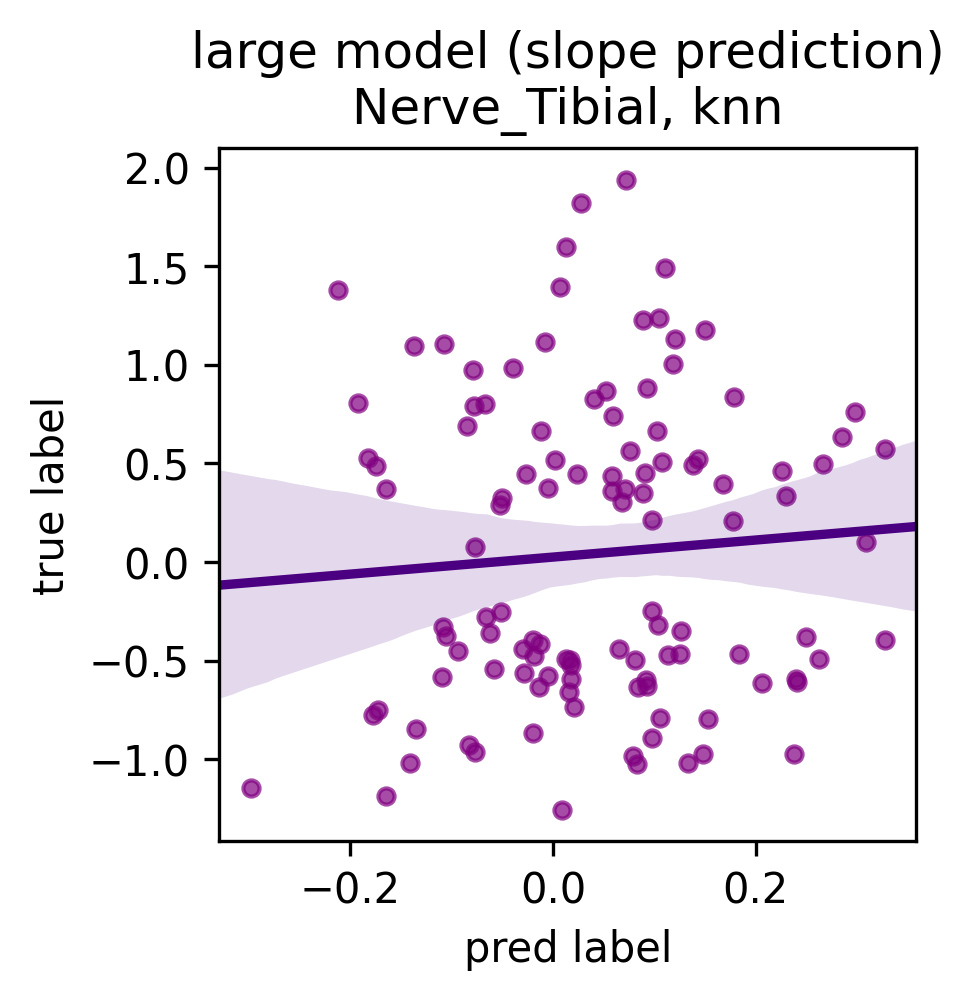 large model (slope prediction)
Nerve_Tibial, knn
2.0
1.5
1.0
0.5
0.0
−0.5
−1.0
true label
−0.2
0.0
0.2
pred label